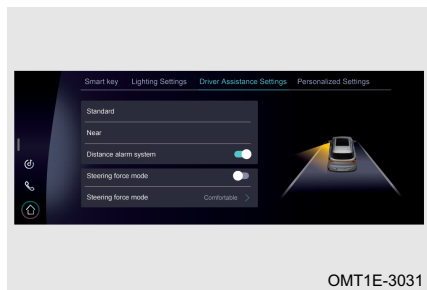 Smart key Lighting Settings Driver Assistance Settings Personalized Settings
Standard
Near
Distance alarm system
Steering force mode
Steering force mode Comfortable
OMT1E-3031